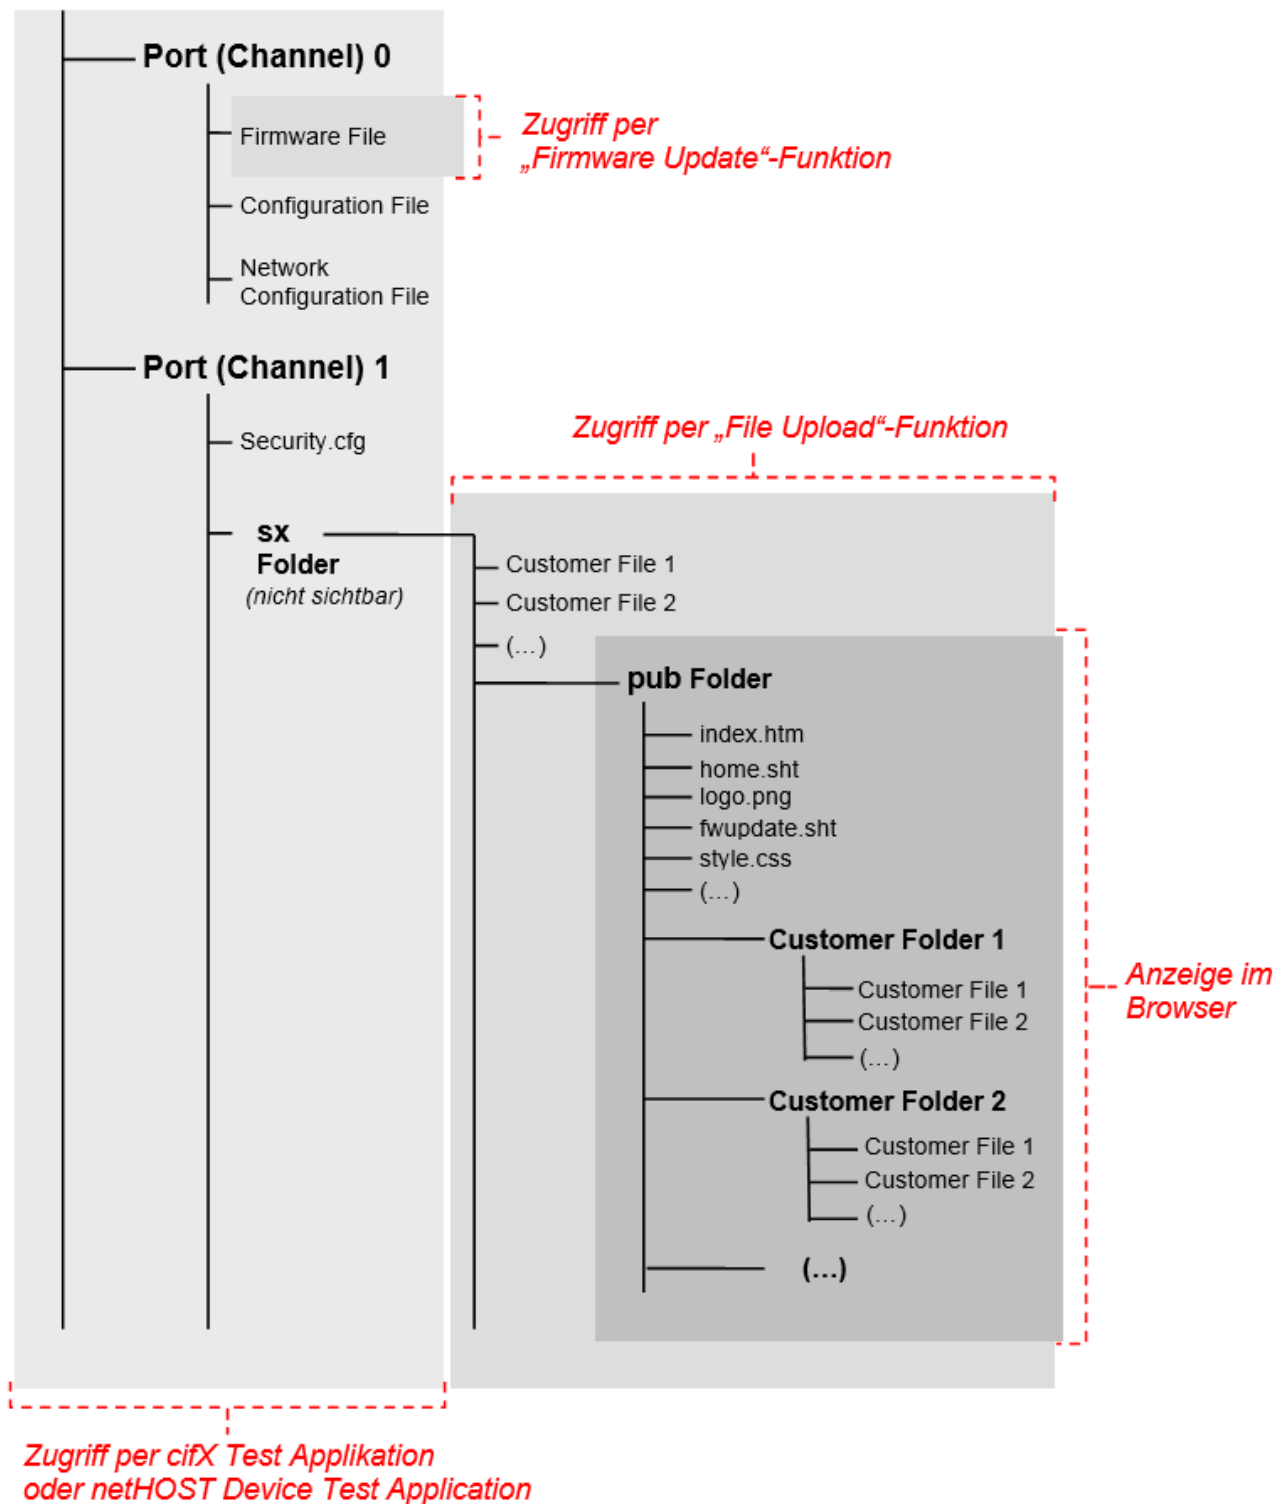 Port (Channel) 0
Firmware File
Zugriff per
„Firmware Update“-Funktion
Configuration File
Network
Configuration File
Port (Channel) 1
Security.cfg
Zugriff per „File Upload“-Funktion
sx
Folder
(nicht sichtbar)
Customer File 1
Customer File 2
(...)
pub Folder
index.htm
home.sht
logo.png
fwupdate.sht
style.css
(...)
Customer Folder 1
Customer File 1
Customer File 2
(...)
Customer Folder 2
Customer File 1
Customer File 2
(...)
(...)
Anzeige im
Browser
Zugriff per cifX Test Applikation
oder netHOST Device Test Application